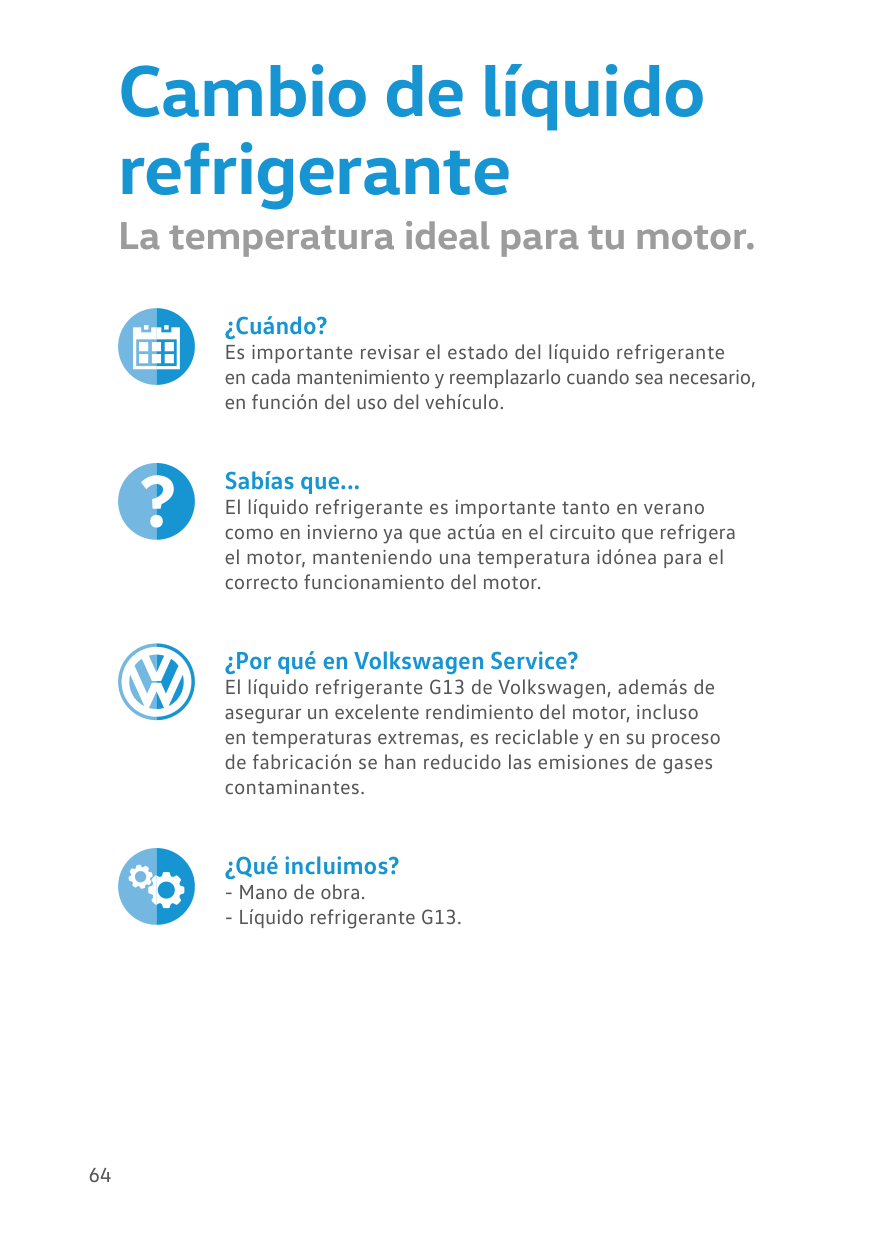 Cambio de líquido
refrigerante
La temperatura ideal para tu motor.
¿Cuándo?
Es importante revisar el estado del líquido refrigerante
en cada mantenimiento y reemplazarlo cuando sea necesario,
en función del uso del vehículo.
Sabías que...
El líquido refrigerante es importante tanto en verano
como en invierno ya que actúa en el circuito que refrigera
el motor, manteniendo una temperatura idónea para el
correcto funcionamiento del motor.
¿Por qué en Volkswagen Service?
El líquido refrigerante G13 de Volkswagen, además de
asegurar un excelente rendimiento del motor, incluso
en temperaturas extremas, es reciclable y en su proceso
de fabricación se han reducido las emisiones de gases
contaminantes.
¿Qué incluimos?
- Mano de obra.
- Líquido refrigerante G13.
64